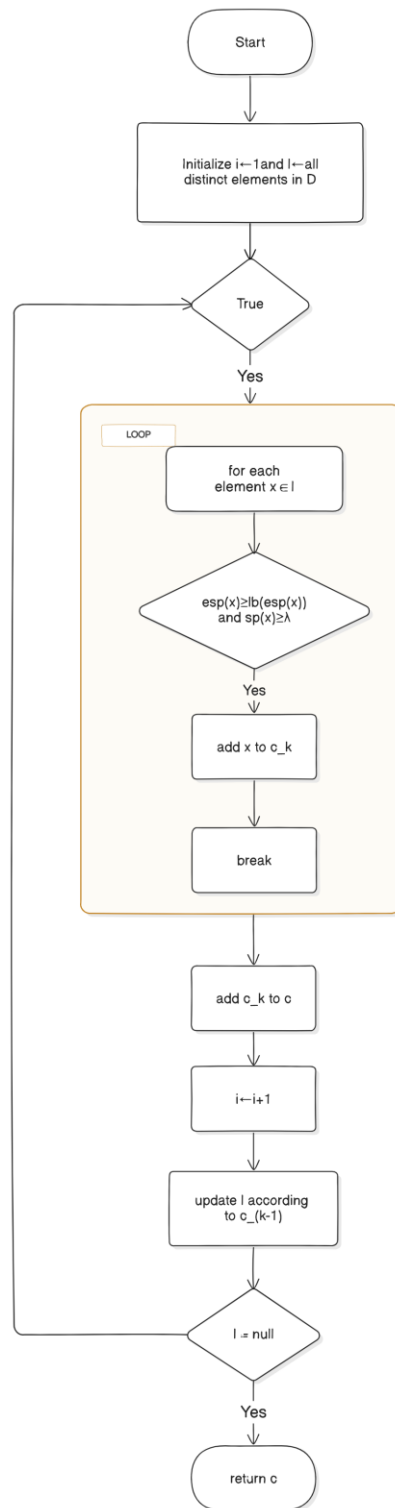 Start
Initialize i←1and l←all
distinct elements in D
True
Yes
LOOP
for each
element x ∈ l
esp(x)≥lb(esp(x))
and sp(x)≥λ
Yes
add x to c_k
break
add c_k to c
i←i+1
update l according
to c_(k-1)
l = null
Yes
return c